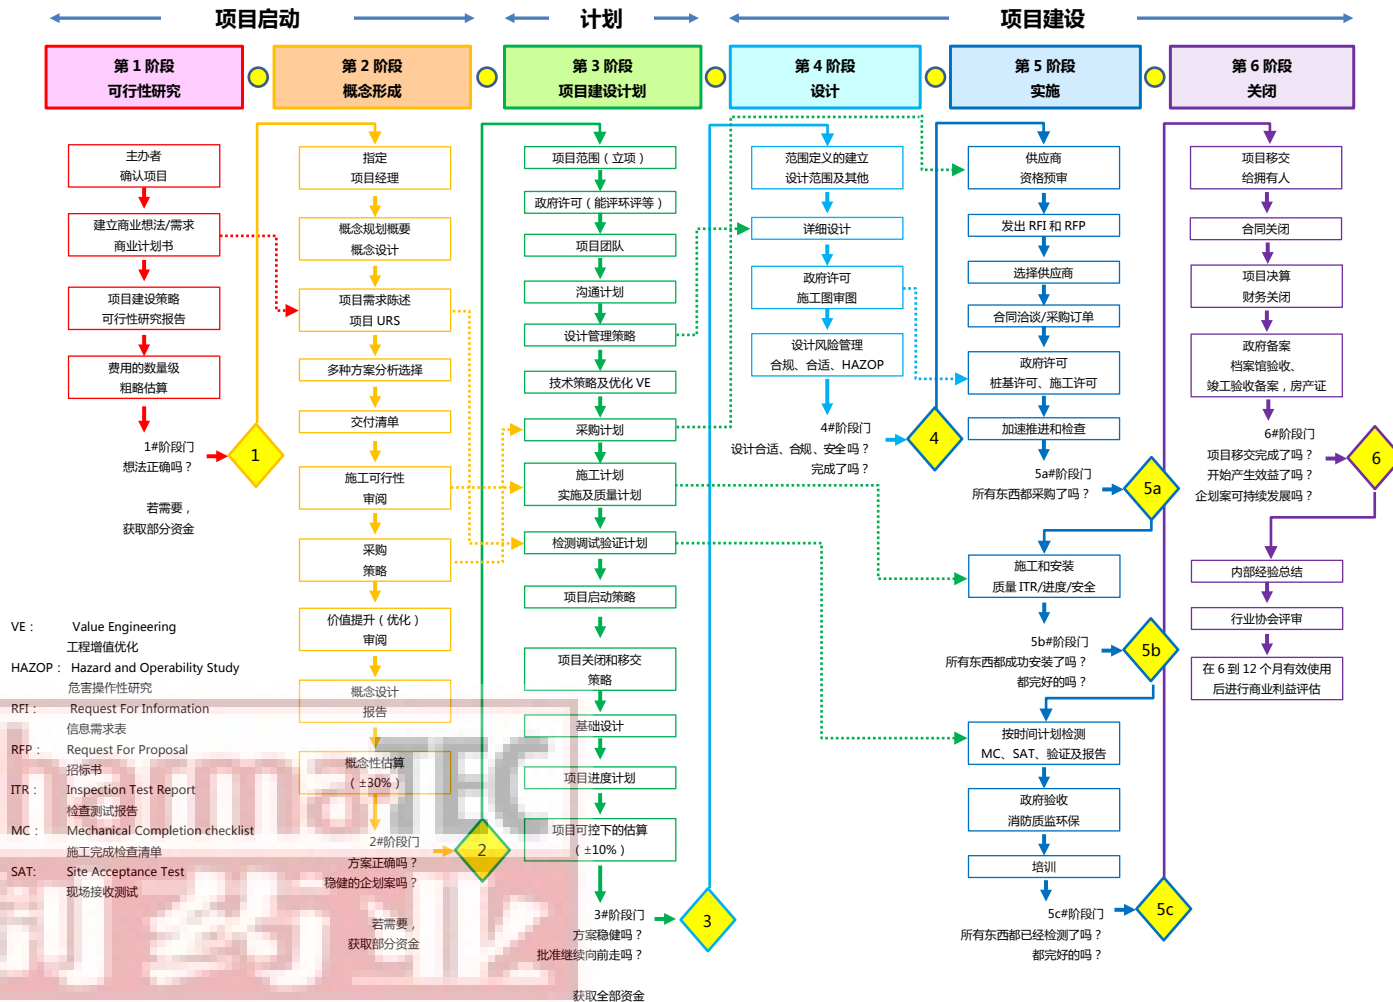 项目启动
计划
项目建设
第 1 阶段
可行性研究
第 2 阶段
概念形成
第 3 阶段
项目建设计划
第 4 阶段
设计
第 5 阶段
实施
第 6 阶段
关闭
主办者
确认项目
建立商业想法/需求
商业计划书
项目建设策略
可行性研究报告
费用的数量级
粗略估算
1#阶段门
想法正确吗？
1
若需要，
获取部分资金
指定
项目经理
概念规划概要
概念设计
项目需求陈述
项目 URS
多种方案分析选择
交付清单
施工可行性
审阅
采购
策略
价值提升（优化）
审阅
概念设计
报告
概念性估算
（±30%）
2#阶段门
方案正确吗？
稳健的企划案吗？
2
若需要，
获取部分资金
项目范围（立项）
政府许可（能评环评等）
项目团队
沟通计划
设计管理策略
技术策略及优化 VE
采购计划
施工计划
实施及质量计划
检测调试验证计划
项目启动策略
项目关闭和移交
策略
基础设计
项目进度计划
项目可控下的估算
（±10%）
3#阶段门
方案稳健吗？
批准继续向前走吗？
3
获取全部资金
范围定义的建立
设计范围及其他
详细设计
政府许可
施工图审图
设计风险管理
合规、合适、HAZOP
4#阶段门
设计合适、合规、安全吗？
完成了吗？
4
供应商
资格预审
发出 RFI 和 RFP
选择供应商
合同洽谈/采购订单
政府许可
桩基许可、施工许可
加速推进和检查
5a#阶段门
所有东西都采购了吗？
5a
施工和安装
质量 ITR/进度/安全
5b#阶段门
所有东西都成功安装了吗？
都完好的吗？
5b
按时间计划检测
MC、SAT、验证及报告
政府验收
消防质监环保
培训
5c#阶段门
所有东西都已经检测了吗？
都完好的吗？
5c
项目移交
给拥有人
合同关闭
项目决算
财务关闭
政府备案
档案馆验收、
竣工验收备案，房产证
6#阶段门
项目移交完成了吗？
开始产生效益了吗？
企划案可持续发展吗？
6
内部经验总结
行业协会评审
在 6 到 12 个月有效使用
后进行商业利益评估
VE： Value Engineering
工程增值优化
HAZOP： Hazard and Operability Study
危害操作性研究
RFI： Request For Information
信息需求表
RFP： Request For Proposal
招标书
ITR： Inspection Test Report
检查测试报告
MC： Mechanical Completion checklist
施工完成检查清单
SAT: Site Acceptance Test
现场接收测试
harmaTEC
制药业